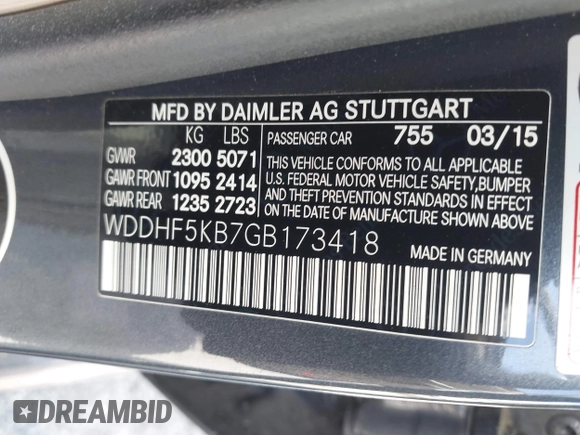 MFD BY DAIMLER AG STUTTGART
KG LBS PASSENGER CAR 755 03/15
GVWR 2300 5071
GAWR FRONT 1095 2414
GAWR REAR 1235 2723
THIS VEHICLE CONFORMS TO ALL APPLICABLE
U.S. FEDERAL MOTOR VEHICLE SAFETY, BUMPER
AND THEFT PREVENTION STANDARDS IN EFFECT
ON THE DATE OF MANUFACTURE SHOWN ABOVE
WDDHF5KB7GB173418
MADE IN GERMANY
DREAMBID